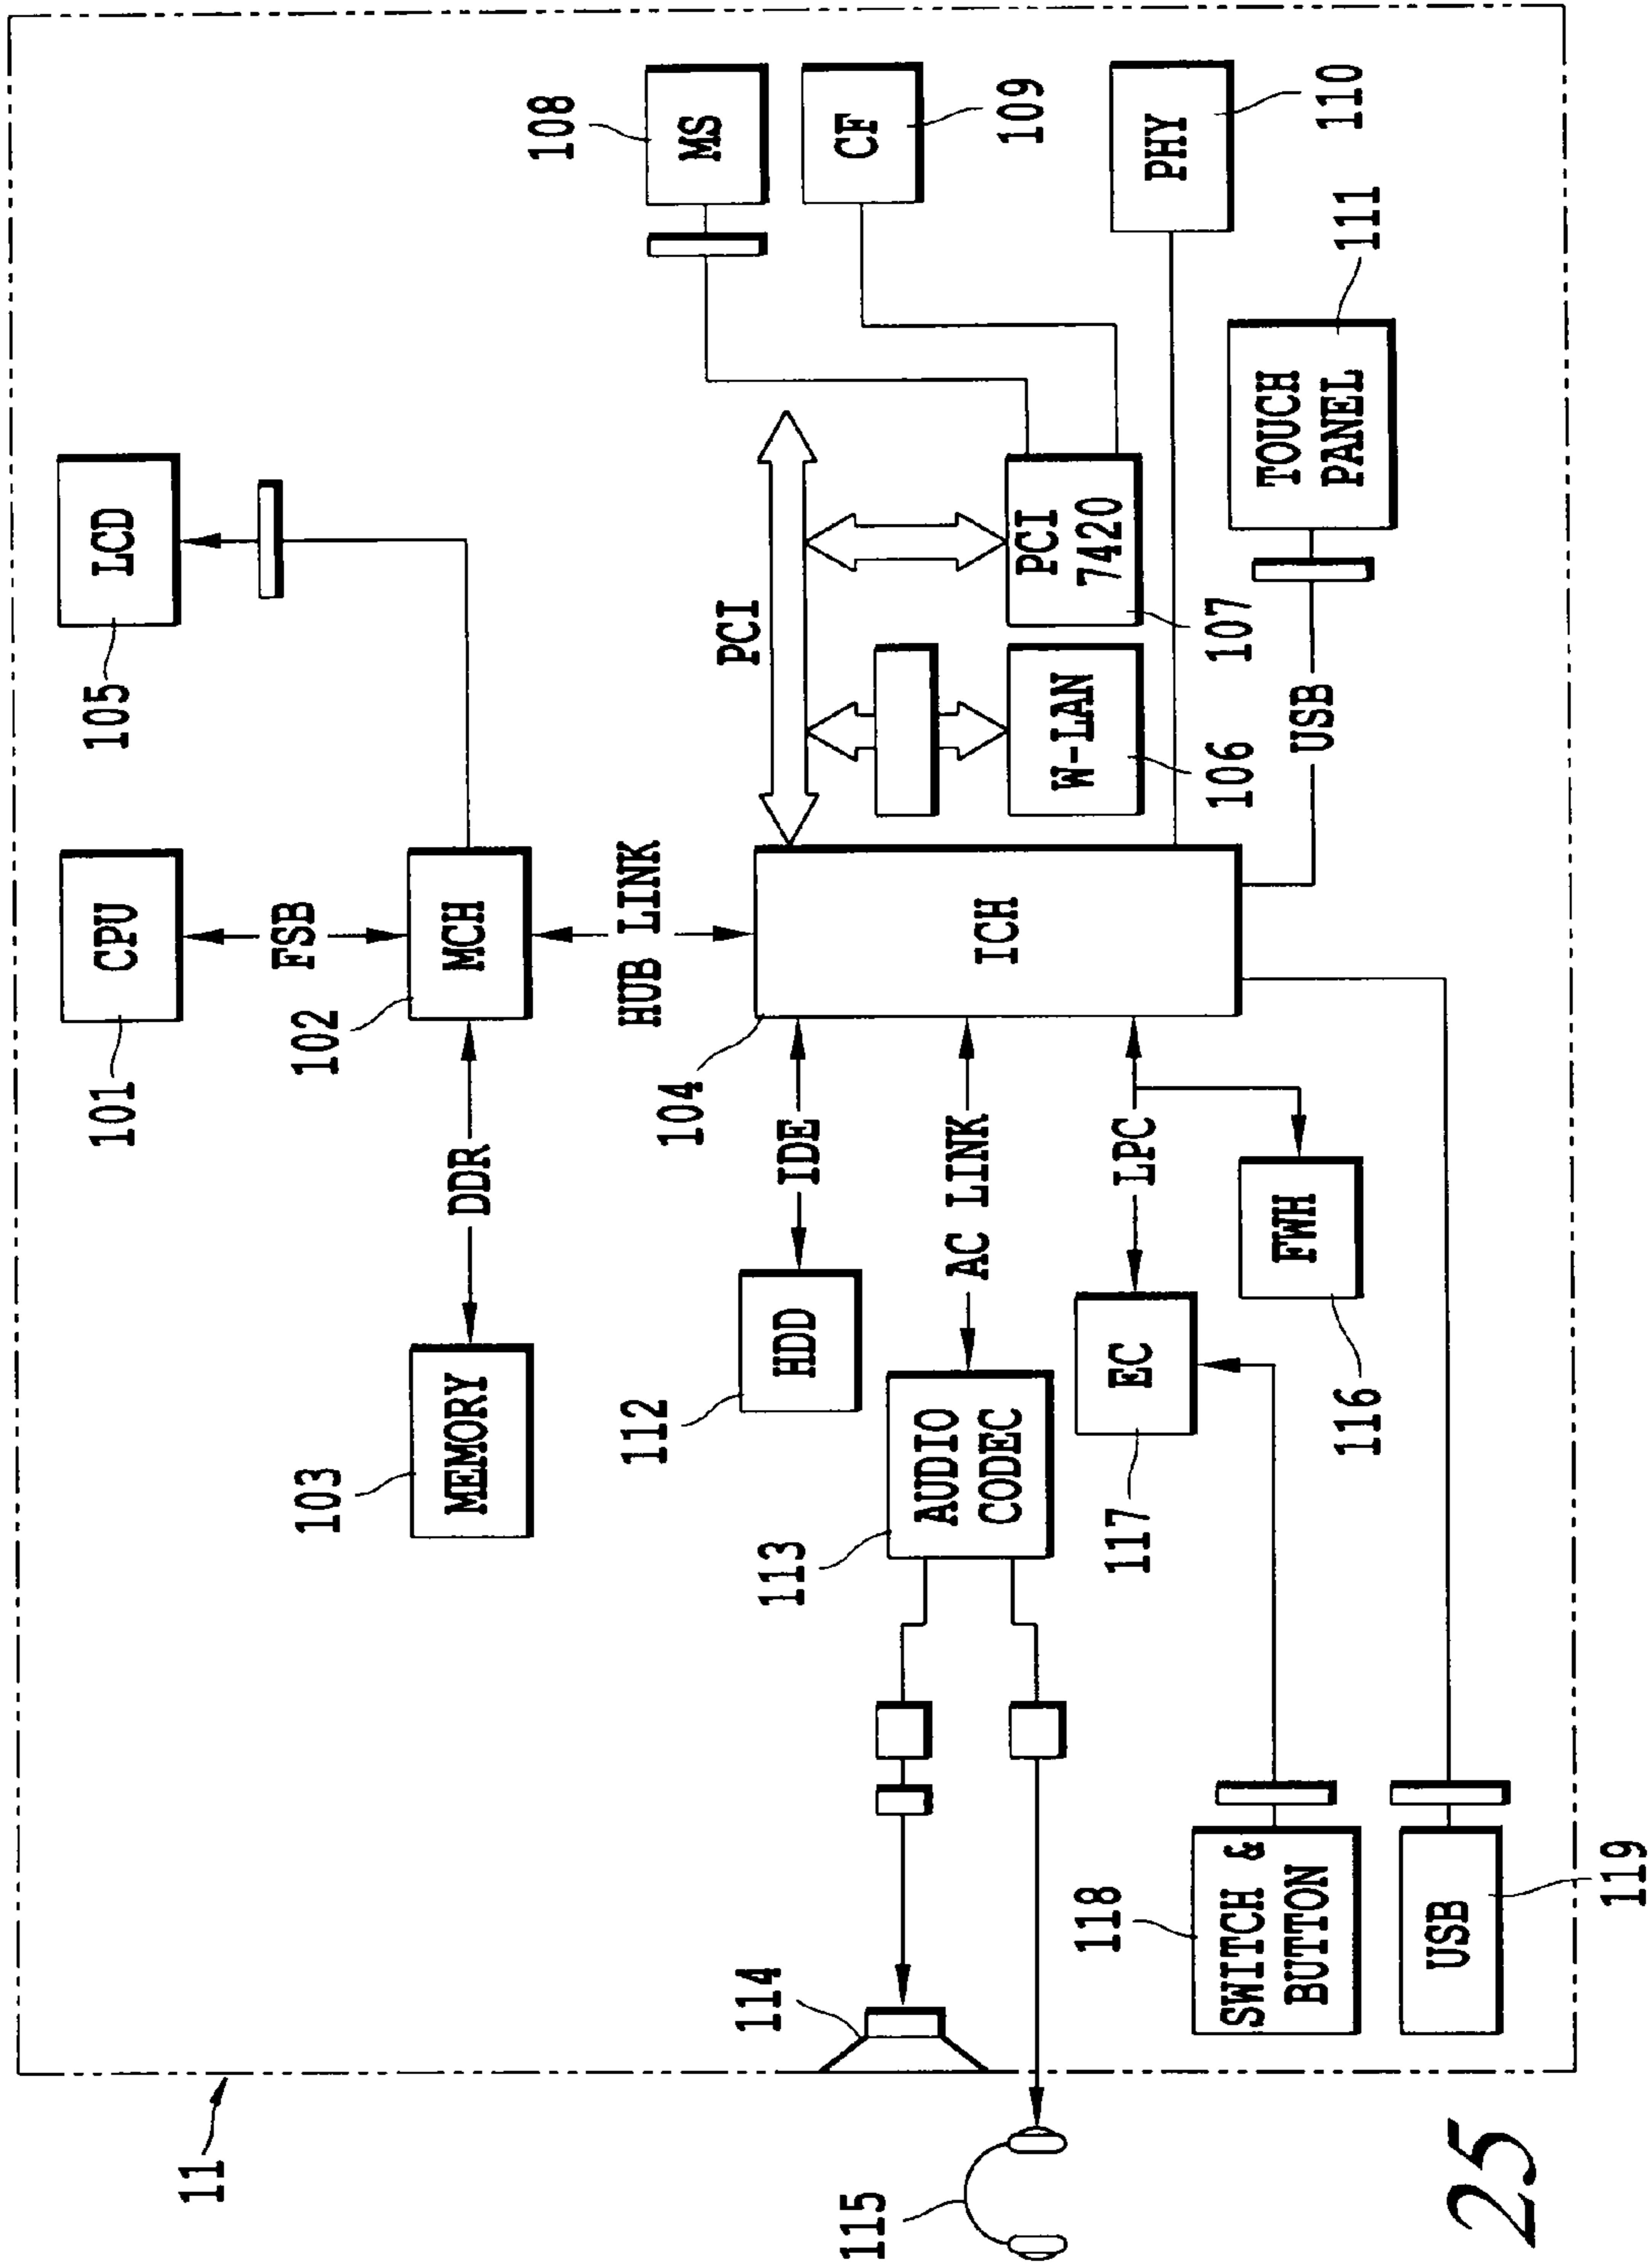 11
101
CPU
105
LCD
FSB
103
MEMORY
DDR
102
MCH
108
MS
HUB LINK
PCI
CF
109
112
HDD
IDE
104
ICH
W-LAN
106
PCI
7420
107
PHY
110
114
113
AUDIO
CODEC
AC LINK
115
117
EC
LPC
118
SWITCH &
BUTTON
116
FWH
USB
TOUCH
PANEL
111
USB
119
25